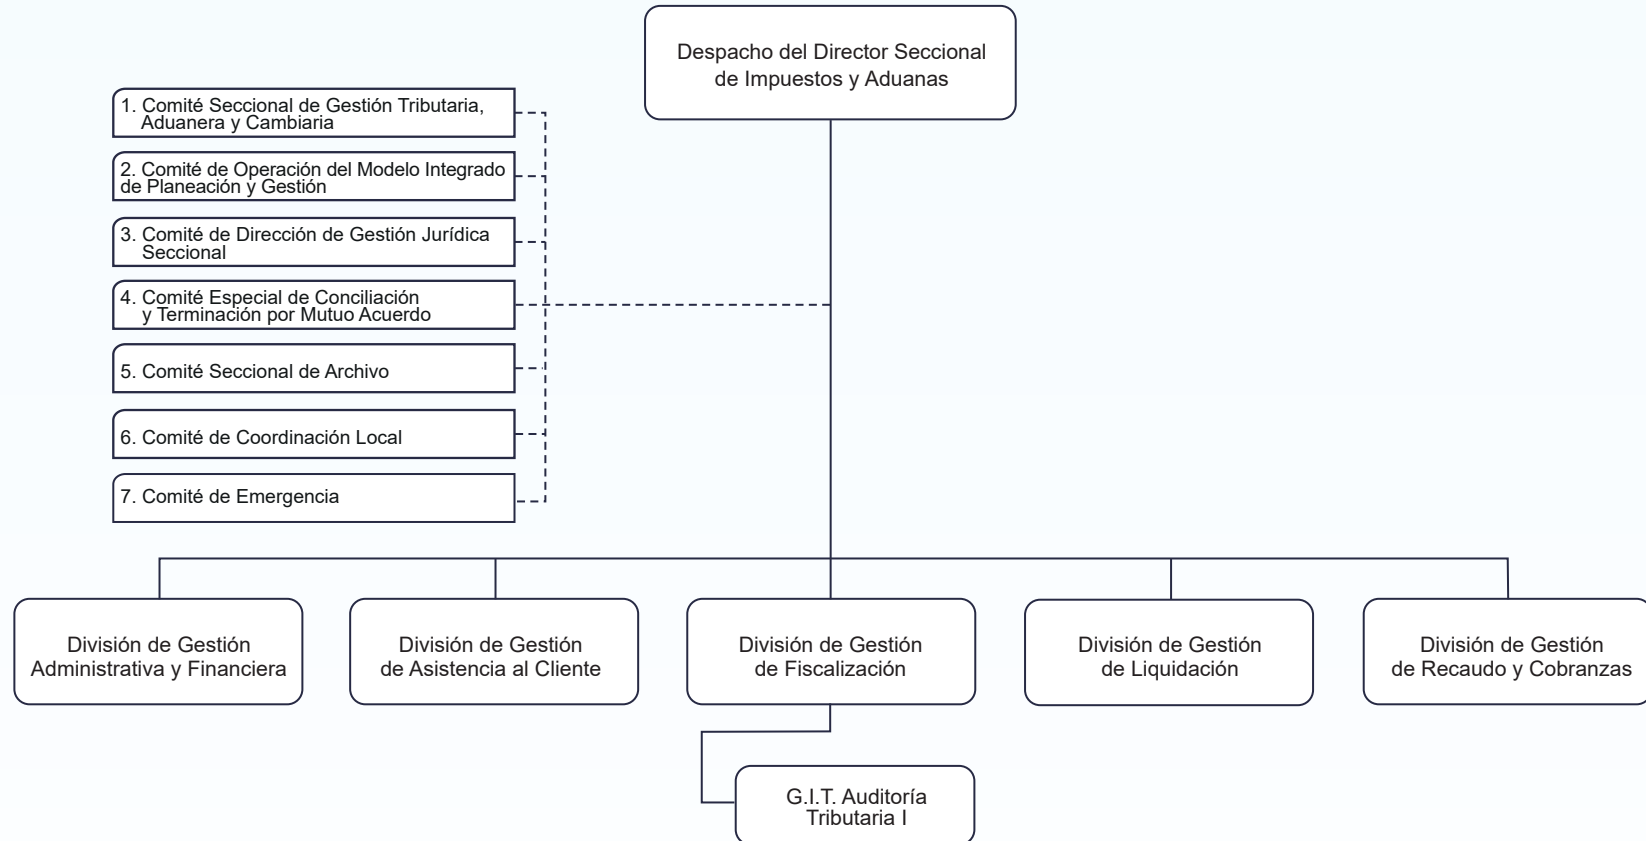 Despacho del Director Seccional
de Impuestos y Aduanas
1. Comité Seccional de Gestión Tributaria,
Aduanera y Cambiaria
2. Comité de Operación del Modelo Integrado
de Planeación y Gestión
3. Comité de Dirección de Gestión Jurídica
Seccional
4. Comité Especial de Conciliación
y Terminación por Mutuo Acuerdo
5. Comité Seccional de Archivo
6. Comité de Coordinación Local
7. Comité de Emergencia
División de Gestión
Administrativa y Financiera
División de Gestión
de Asistencia al Cliente
División de Gestión
de Fiscalización
División de Gestión
de Liquidación
División de Gestión
de Recaudo y Cobranzas
G.I.T. Auditoría
Tributaria I